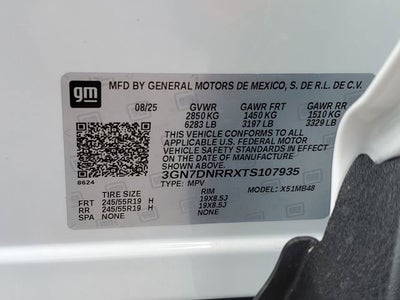 gm
MFD BY GENERAL MOTORS DE MEXICO, S. DE R.L. DE C.V.
08/25 GVWR GAWR FRT GAWR RR
2850 KG 1450 KG 1510 KG
6283 LB 3197 LB 3329 LB
THIS VEHICLE CONFORMS TO ALL
APPLICABLE U.S. FEDERAL MOTOR
VEHICLE SAFETY STANDARDS IN
EFFECT ON THE DATE OF MANUFACTURE
3GN7DNRRXTS107935
8624 TYPE: MPV MODEL: X51MB48
TIRE SIZE RIM
FRT 245/55R19 H 19X8.5J
RR 245/55R19 H 19X8.5J
SPA NONE NONE